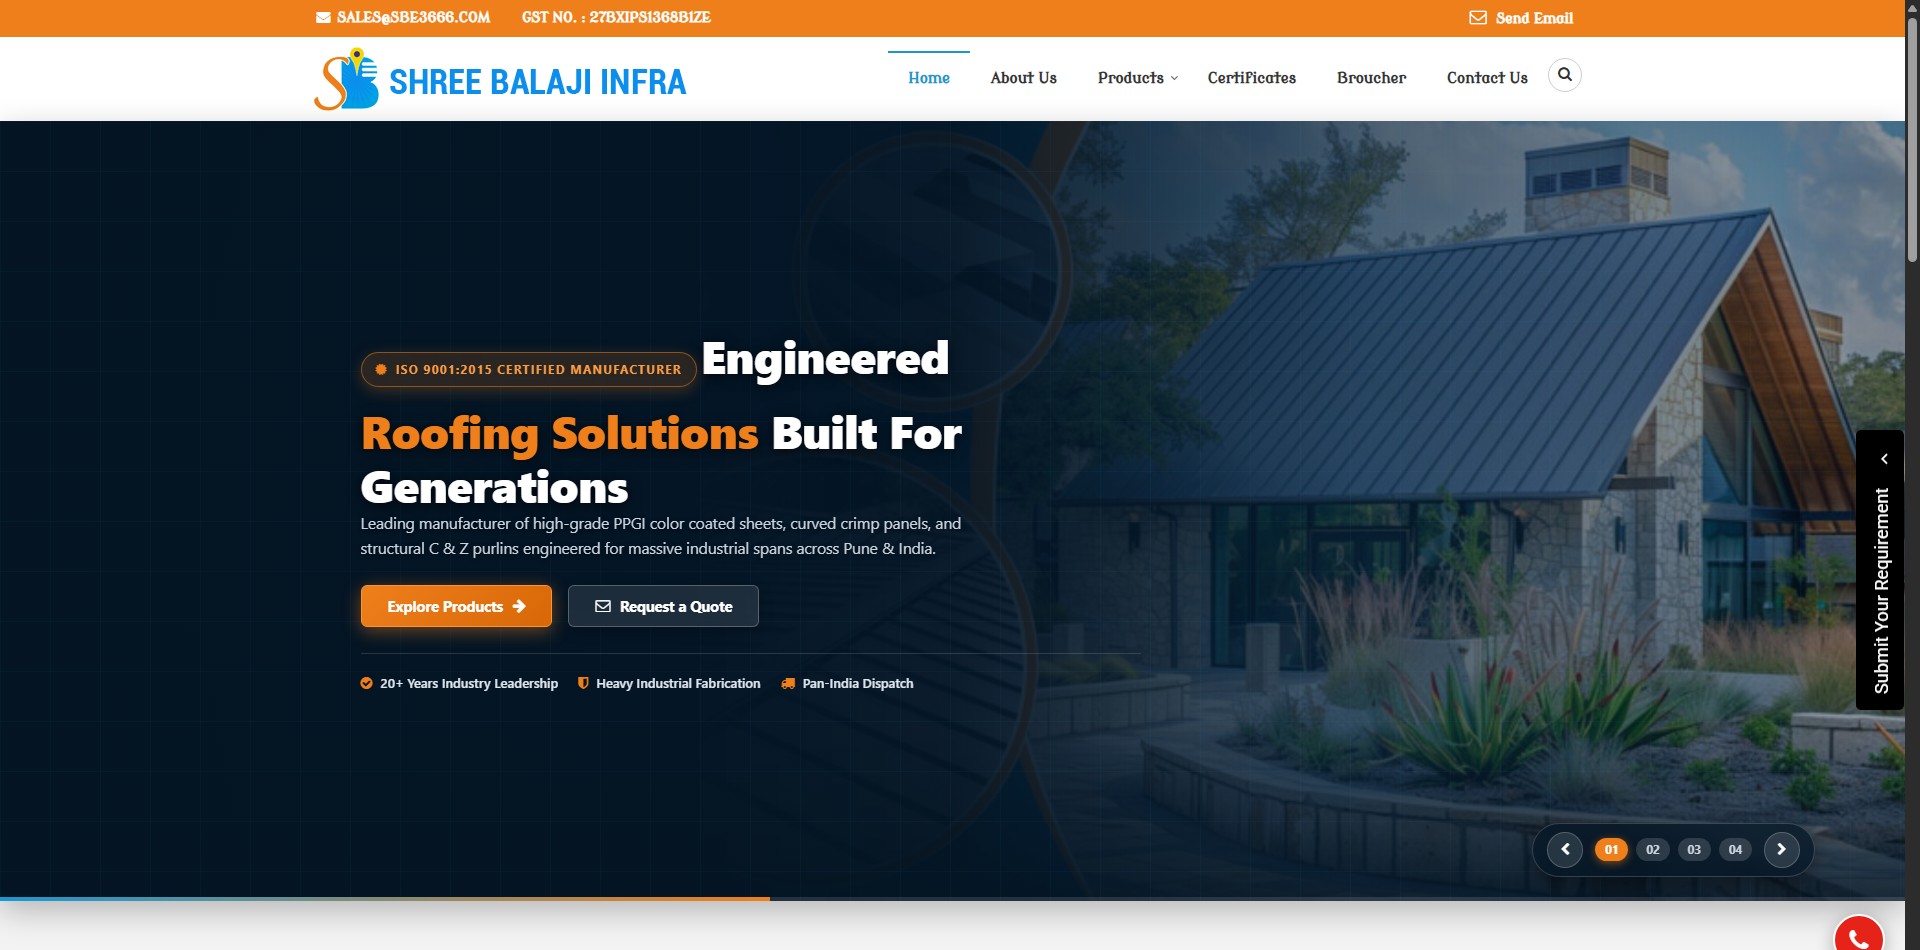 SALES@SBE3666.COM GST NO. : 27BXIPS1368B1ZE Send Email
SHREE BALAJI INFRA
Home About Us Products Certificates Broucher Contact Us
ISO 9001:2015 CERTIFIED MANUFACTURER Engineered
Roofing Solutions Built For
Generations
Leading manufacturer of high-grade PPGI color coated sheets, curved crimp panels, and
structural C & Z purlins engineered for massive industrial spans across Pune & India.
Explore Products Request a Quote
20+ Years Industry Leadership Heavy Industrial Fabrication Pan-India Dispatch
Submit Your Requirement
01 02 03 04